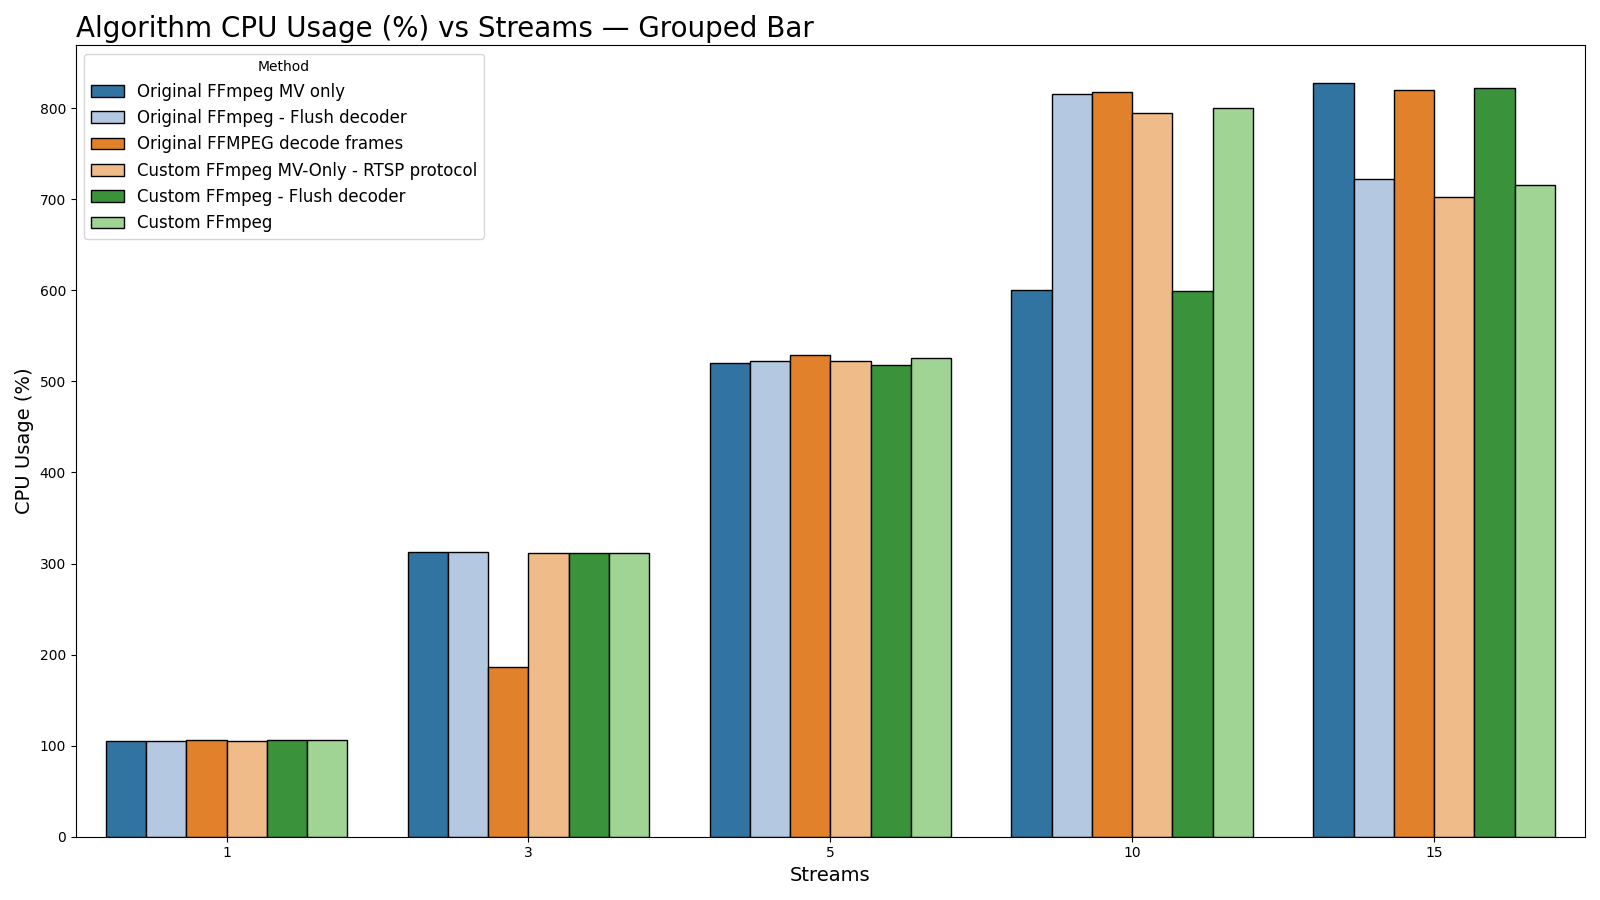 Algorithm CPU Usage (%) vs Streams — Grouped Bar
Method
Original FFmpeg MV only
Original FFmpeg - Flush decoder
Original FFMPEG decode frames
Custom FFmpeg MV-Only - RTSP protocol
Custom FFmpeg - Flush decoder
Custom FFmpeg
CPU Usage (%)
800
700
600
500
400
300
200
100
0
1 3 5 10 15
Streams